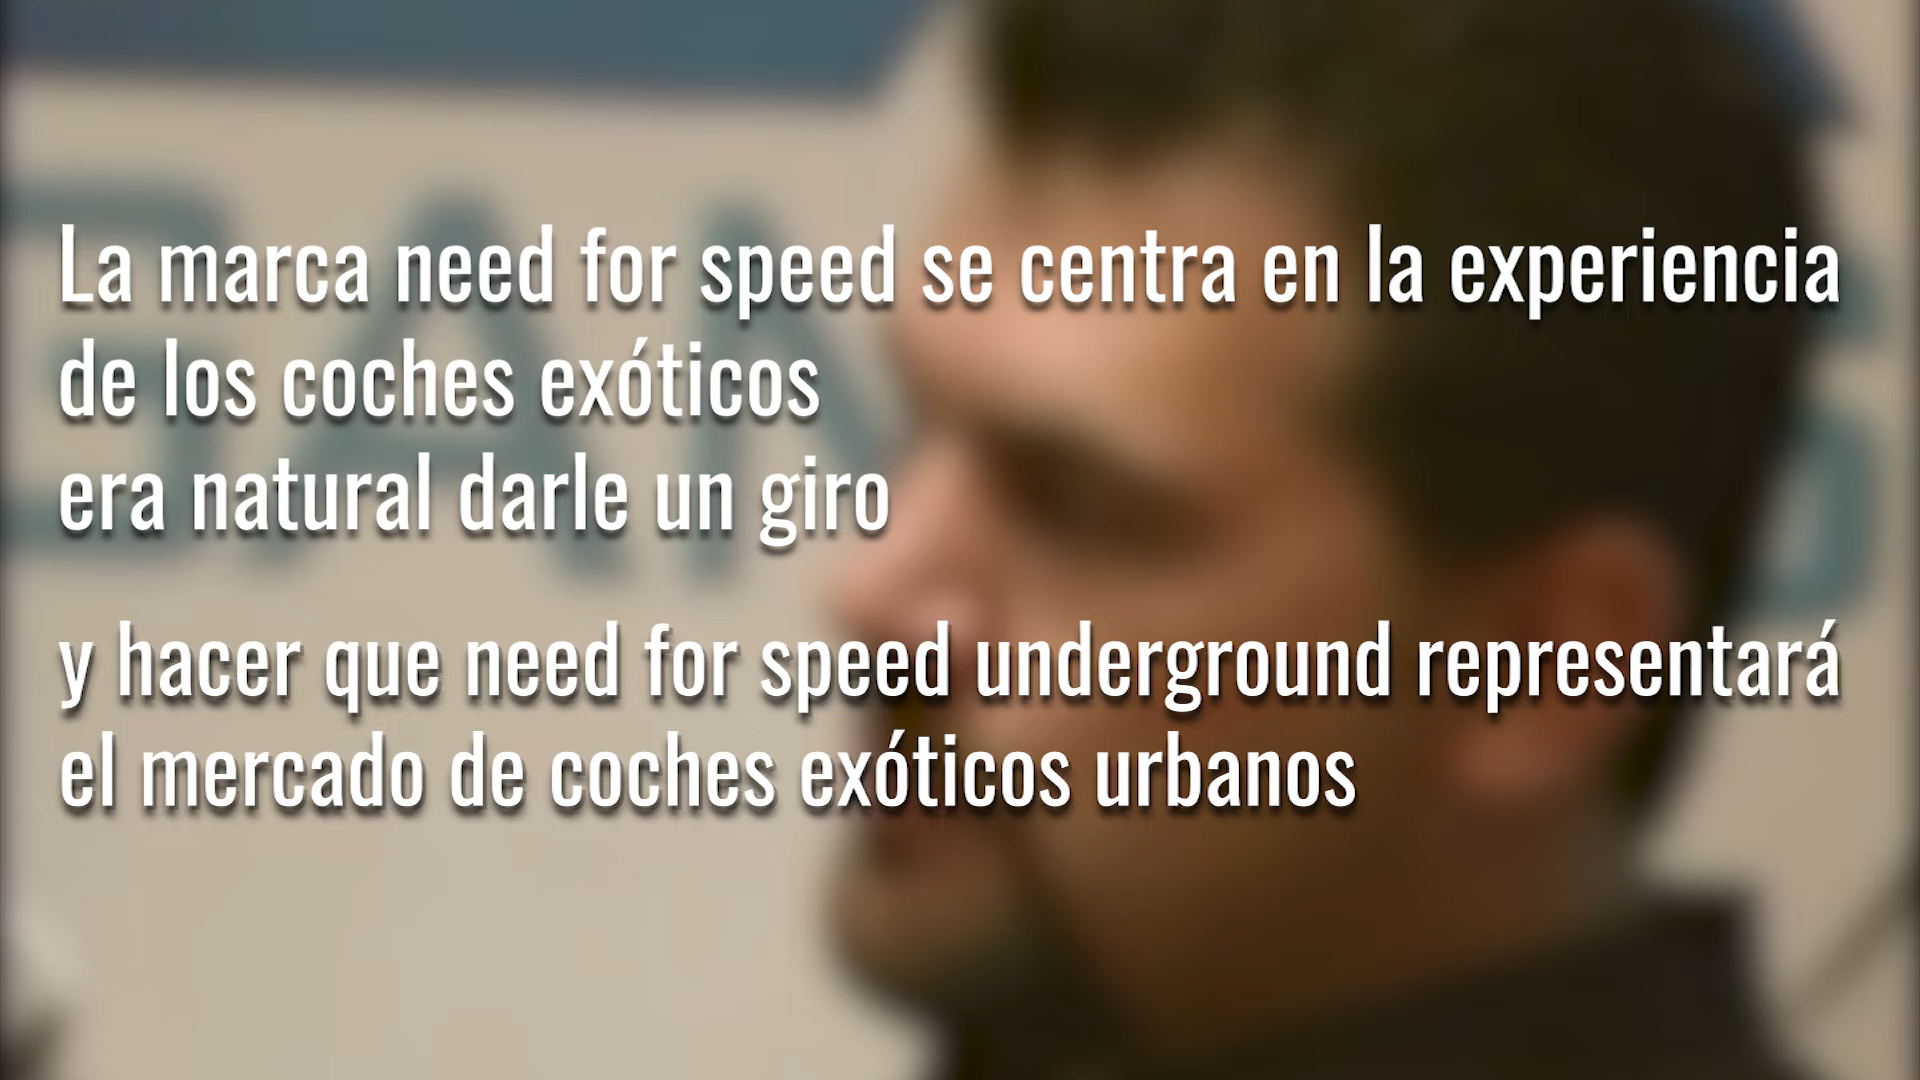 La marca need for speed se centra en la experiencia
de los coches exóticos
era natural darle un giro
y hacer que need for speed underground representará
el mercado de coches exóticos urbanos